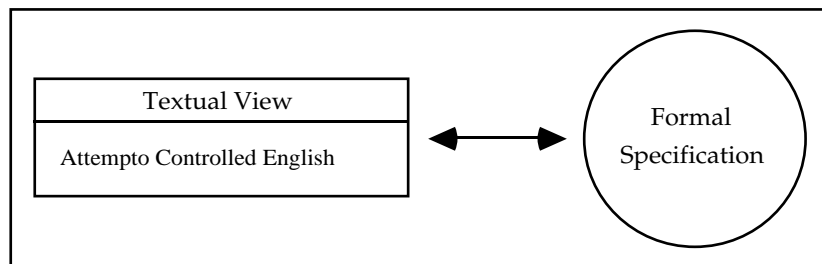 Textual View
Attempto Controlled English
Formal
Specification